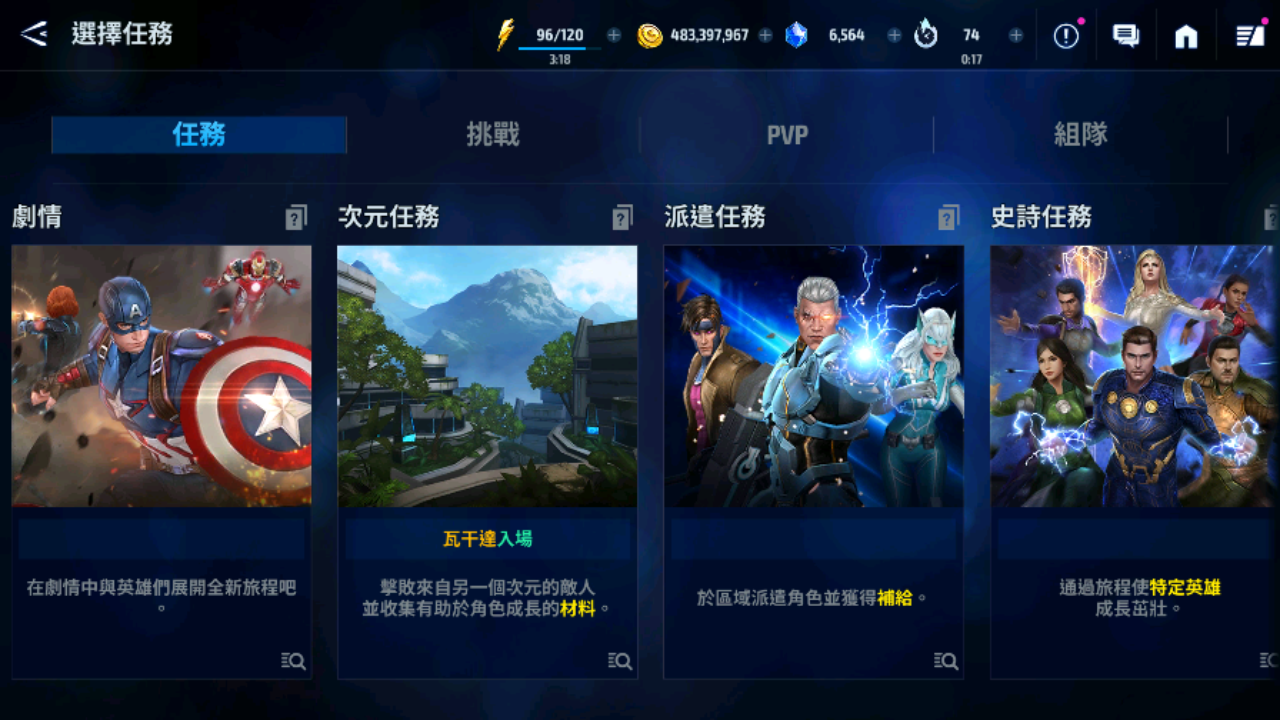 選擇任務
96/120
3:18
483,397,967
6,564
74
0:17
任務
挑戰
PVP
組隊
劇情
次元任務
派遣任務
史詩任務
瓦干達入場
在劇情中與英雄們展開全新旅程吧
。
擊敗來自另一個次元的敵人
並收集有助於角色成長的材料。
於區域派遣角色並獲得補給。
通過旅程使特定英雄
成長茁壯。